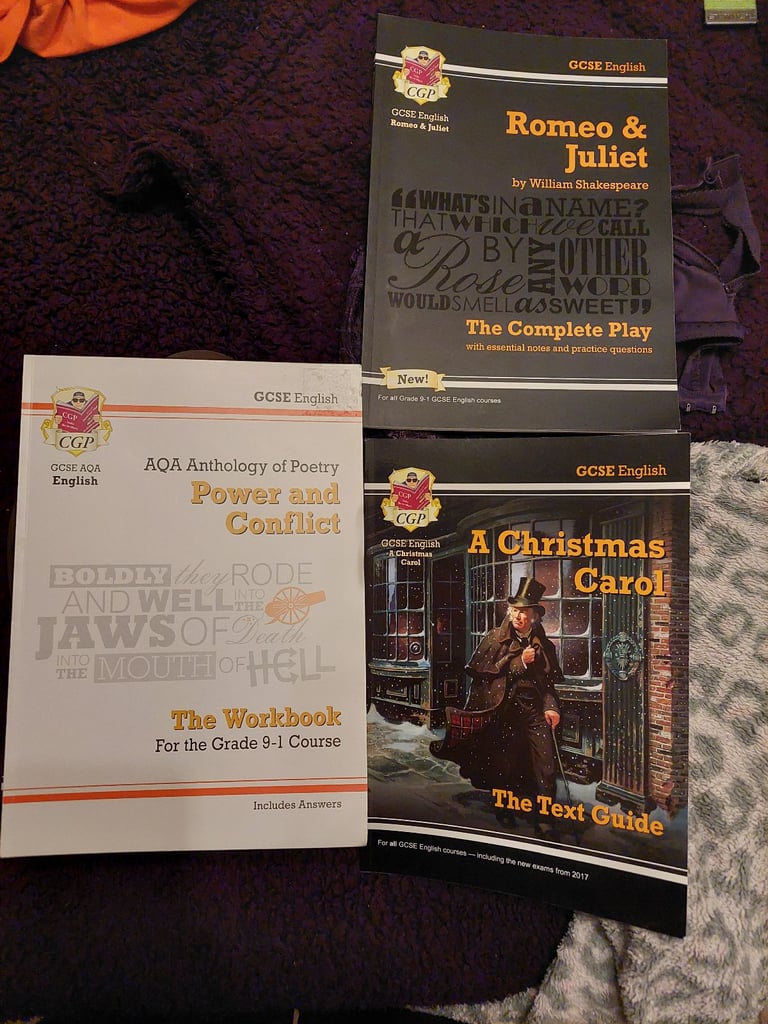 GCSE English
CGP
CGP
GCSE English
Romeo & Juliet
Romeo &
Juliet
by William Shakespeare
“WHAT'S IN a NAME?
THAT WHICH we CALL
a Rose BY ANY OTHER
WORD
WOULD SMELL as SWEET”
The Complete Play
with essential notes and practice questions
New!
For all Grade 9-1 GCSE English courses
GCSE English
CGP
CGP
CGP
GCSE AQA
English
AQA Anthology of Poetry
Power and
Conflict
BOLDLY they RODE
AND WELL INTO THE
JAWS OF Death
INTO THE MOUTH OF HELL
The Workbook
For the Grade 9-1 Course
Includes Answers
GCSE English
CGP
CGP
GCSE English
A Christmas
Carol
A Christmas
Carol
The Text Guide
For all GCSE English courses — including the new exams from 2017